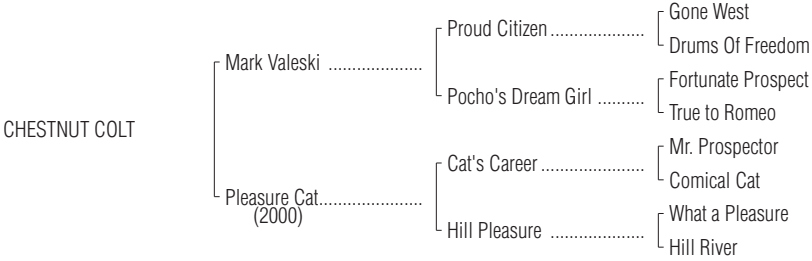 Gone West
Proud Citizen ....................
Drums Of Freedom
Mark Valeski ....................
Fortunate Prospect
Pocho's Dream Girl ..........
True to Romeo
CHESTNUT COLT
Mr. Prospector
Cat's Career ......................
Comical Cat
Pleasure Cat......................
(2000)
What a Pleasure
Hill Pleasure ....................
Hill River